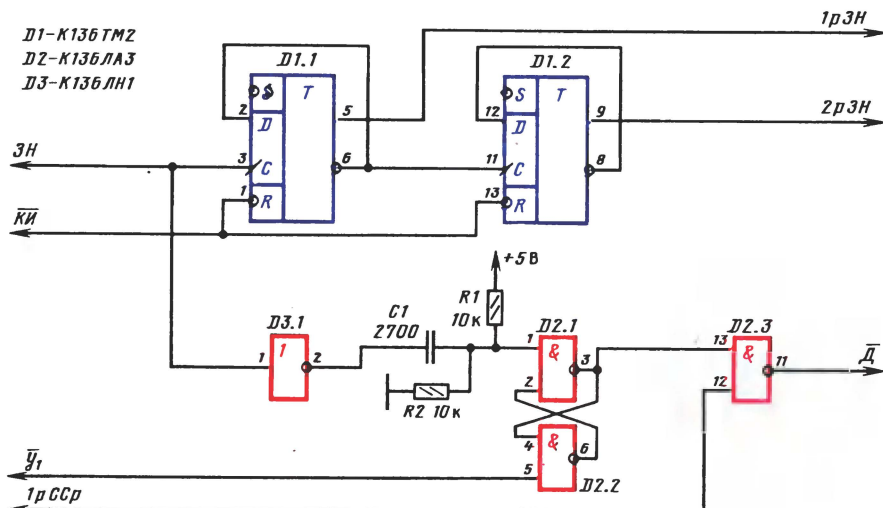 D1-К136ТМ2
D2-К136ЛА3
D3-К136ЛН1
1рЗН
D1.1
D1.2
S
T
2
D
5
3
C
6
1
R
S
T
12
D
9
11
C
8
13
R
2рЗН
ЗН
КИ
+5В
R1
10к
C1
2700
D3.1
1
1
2
R2 10к
D2.1
1
&
3
2
4
&
6
5
D2.2
D2.3
13
&
11
12
Д
У1
1рССр